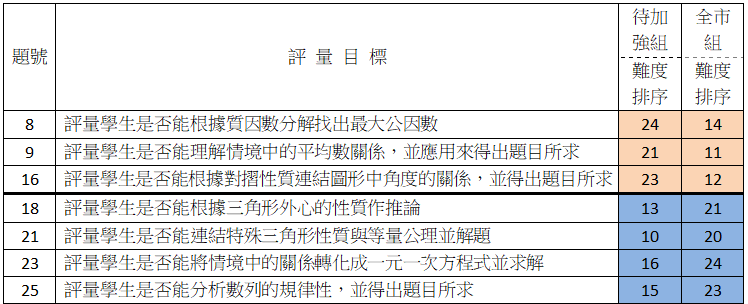 題號 評量目標 待加強組 全市組
難度排序 難度排序
8 評量學生是否能根據質因數分解找出最大公因數 24 14
9 評量學生是否能理解情境中的平均數關係，並應用來得出題目所求 21 11
16 評量學生是否能根據對摺性質連結圖形中角度的關係，並得出題目所求 23 12
18 評量學生是否能根據三角形外心的性質作推論 13 21
21 評量學生是否能連結特殊三角形性質與等量公理並解題 10 20
23 評量學生是否能將情境中的關係轉化成一元一次方程式並求解 16 24
25 評量學生是否能分析數列的規律性，並得出題目所求 15 23